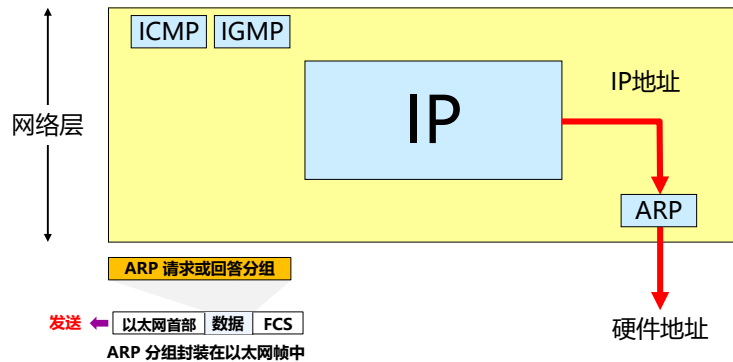 ICMP
IGMP
IP地址
IP
网络层
ARP
ARP 请求或回答分组
发送
以太网首部
数据
FCS
硬件地址
ARP 分组封装在以太网帧中